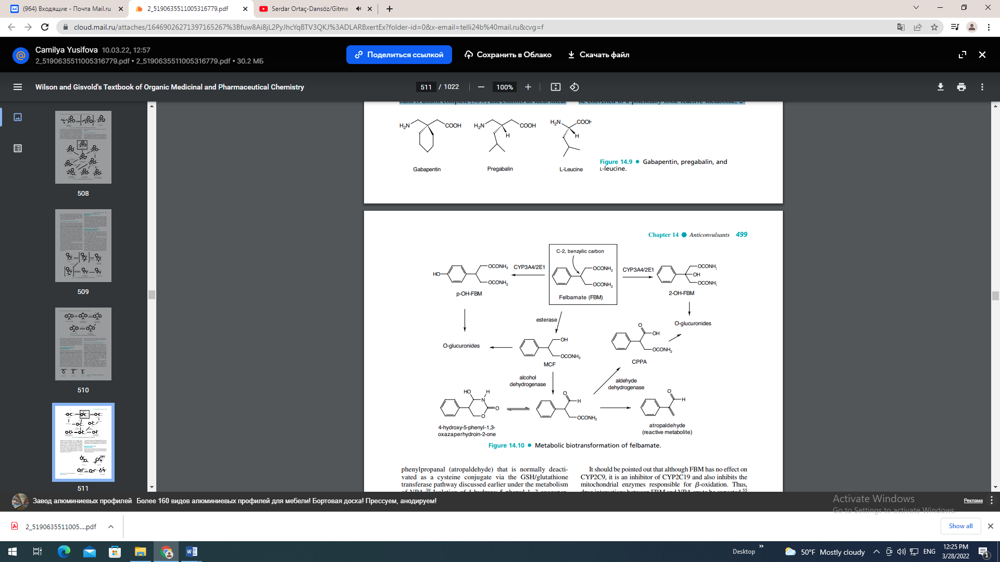 (964) Входящие - Почта Mail.ru
2_5190635511005316779.pdf
Serdar Ortaç-Dansöz/Gitme
cloud.mail.ru/attaches/16469026271397165267%3Bfuw8Ai8jL2PyJhcYqBTV3QKJ%3ADLARBxertEx?folder-id=0&x-email=telli24b%40mail.ru&cvg=f
Camilya Yusifova 10.03.22, 12:57
2_5190635511005316779.pdf • 2_5190635511005316779.pdf • 30.2 МБ
Поделиться ссылкой
Сохранить в Облако
Скачать файл
Wilson and Gisvold's Textbook of Organic Medicinal and Pharmaceutical Chemistry
511 / 1022
100%
508
509
510
511
H2N COOH
H2N COOH H
H2N COOH H
Gabapentin
Pregabalin
L-Leucine
Figure 14.9 • Gabapentin, pregabalin, and
L-leucine.
Chapter 14 Anticonvulsants 499
C-2, benzyilic carbon
HO OCONH2 OCONH2
CYP3A4/2E1
OCONH2 OCONH2
CYP3A4/2E1
OCONH2 OH OCONH2
p-OH-FBM
Felbamate (FBM)
2-OH-FBM
esterase
O-glucuronides
O OH OCONH2
O-glucuronides
OH OCONH2
MCF
CPPA
alcohol
dehydrogenase
aldehyde
dehydrogenase
HO H N O O
O H OCONH2
O H
4-hydroxy-5-phenyl-1,3-
oxazaperhydroin-2-one
atropaldehyde
(reactive metabolite)
Figure 14.10 • Metabolic biotransformation of felbamate.
phenylpropanal (atropaldehyde) that is normally deacti-
vated as a cysteine conjugate via the GSH/glutathione
transferase pathway discussed earlier under the metabolism
It should be pointed out that although FBM has no effect on
CYP2C9, it is an inhibitor of CYP2C19 and also inhibits the
mitochondrial enzymes responsible for β-oxidation. Thus,
Завод алюминиевых профилей Более 160 видов алюминиевых профилей для мебели! Бортовая доска! Прессуем, анодируем!
Реклама
Activate Windows
Go to Settings to activate Windows.
2_5190635511005....pdf
Show all
Desktop
50°F Mostly cloudy
ENG
12:25 PM
3/28/2022
1